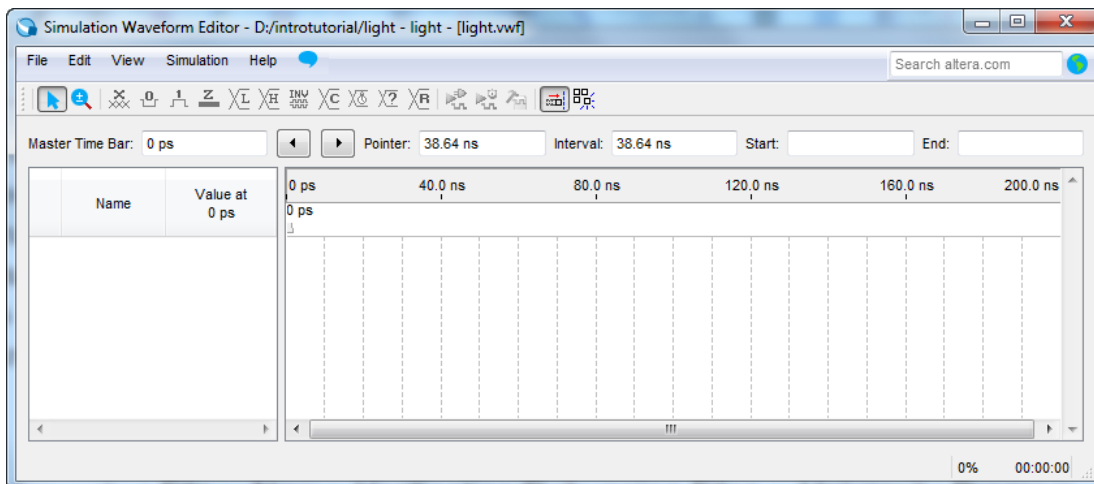 Simulation Waveform Editor - D:/introtutorial/light - light - [light.vwf]
File Edit View Simulation Help
Search altera.com
X 0 1 Z L H INV C ? R
Master Time Bar: 0 ps Pointer: 38.64 ns Interval: 38.64 ns Start: End:
Name Value at 0 ps
0 ps 40.0 ns 80.0 ns 120.0 ns 160.0 ns 200.0 ns
0 ps
0% 00:00:00